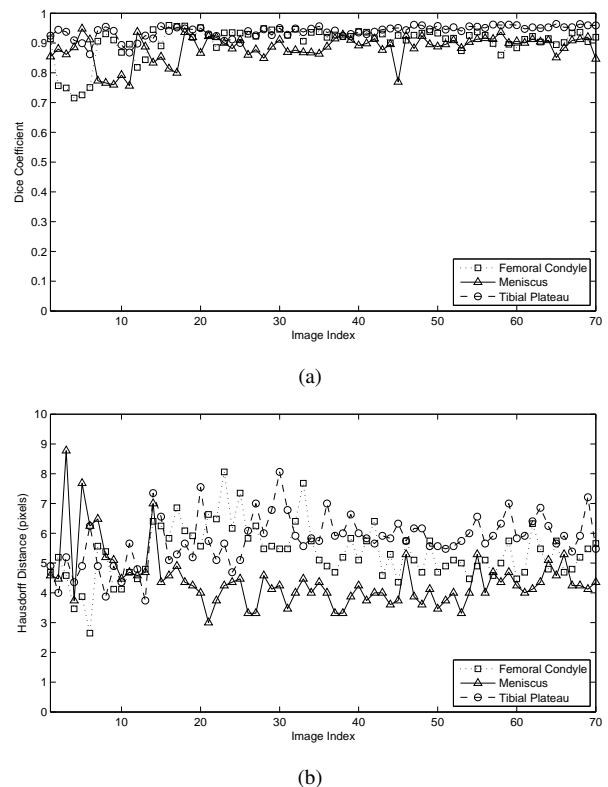 1
0.9
0.8
0.7
0.6
0.5
0.4
0.3
0.2
0.1
0
Dice Coefficient
Femoral Condyle
Meniscus
Tibial Plateau
10 20 30 40 50 60 70
Image Index
(a)
10
9
8
7
6
5
4
3
2
1
0
Hausdorff Distance (pixels)
Femoral Condyle
Meniscus
Tibial Plateau
10 20 30 40 50 60 70
Image Index
(b)